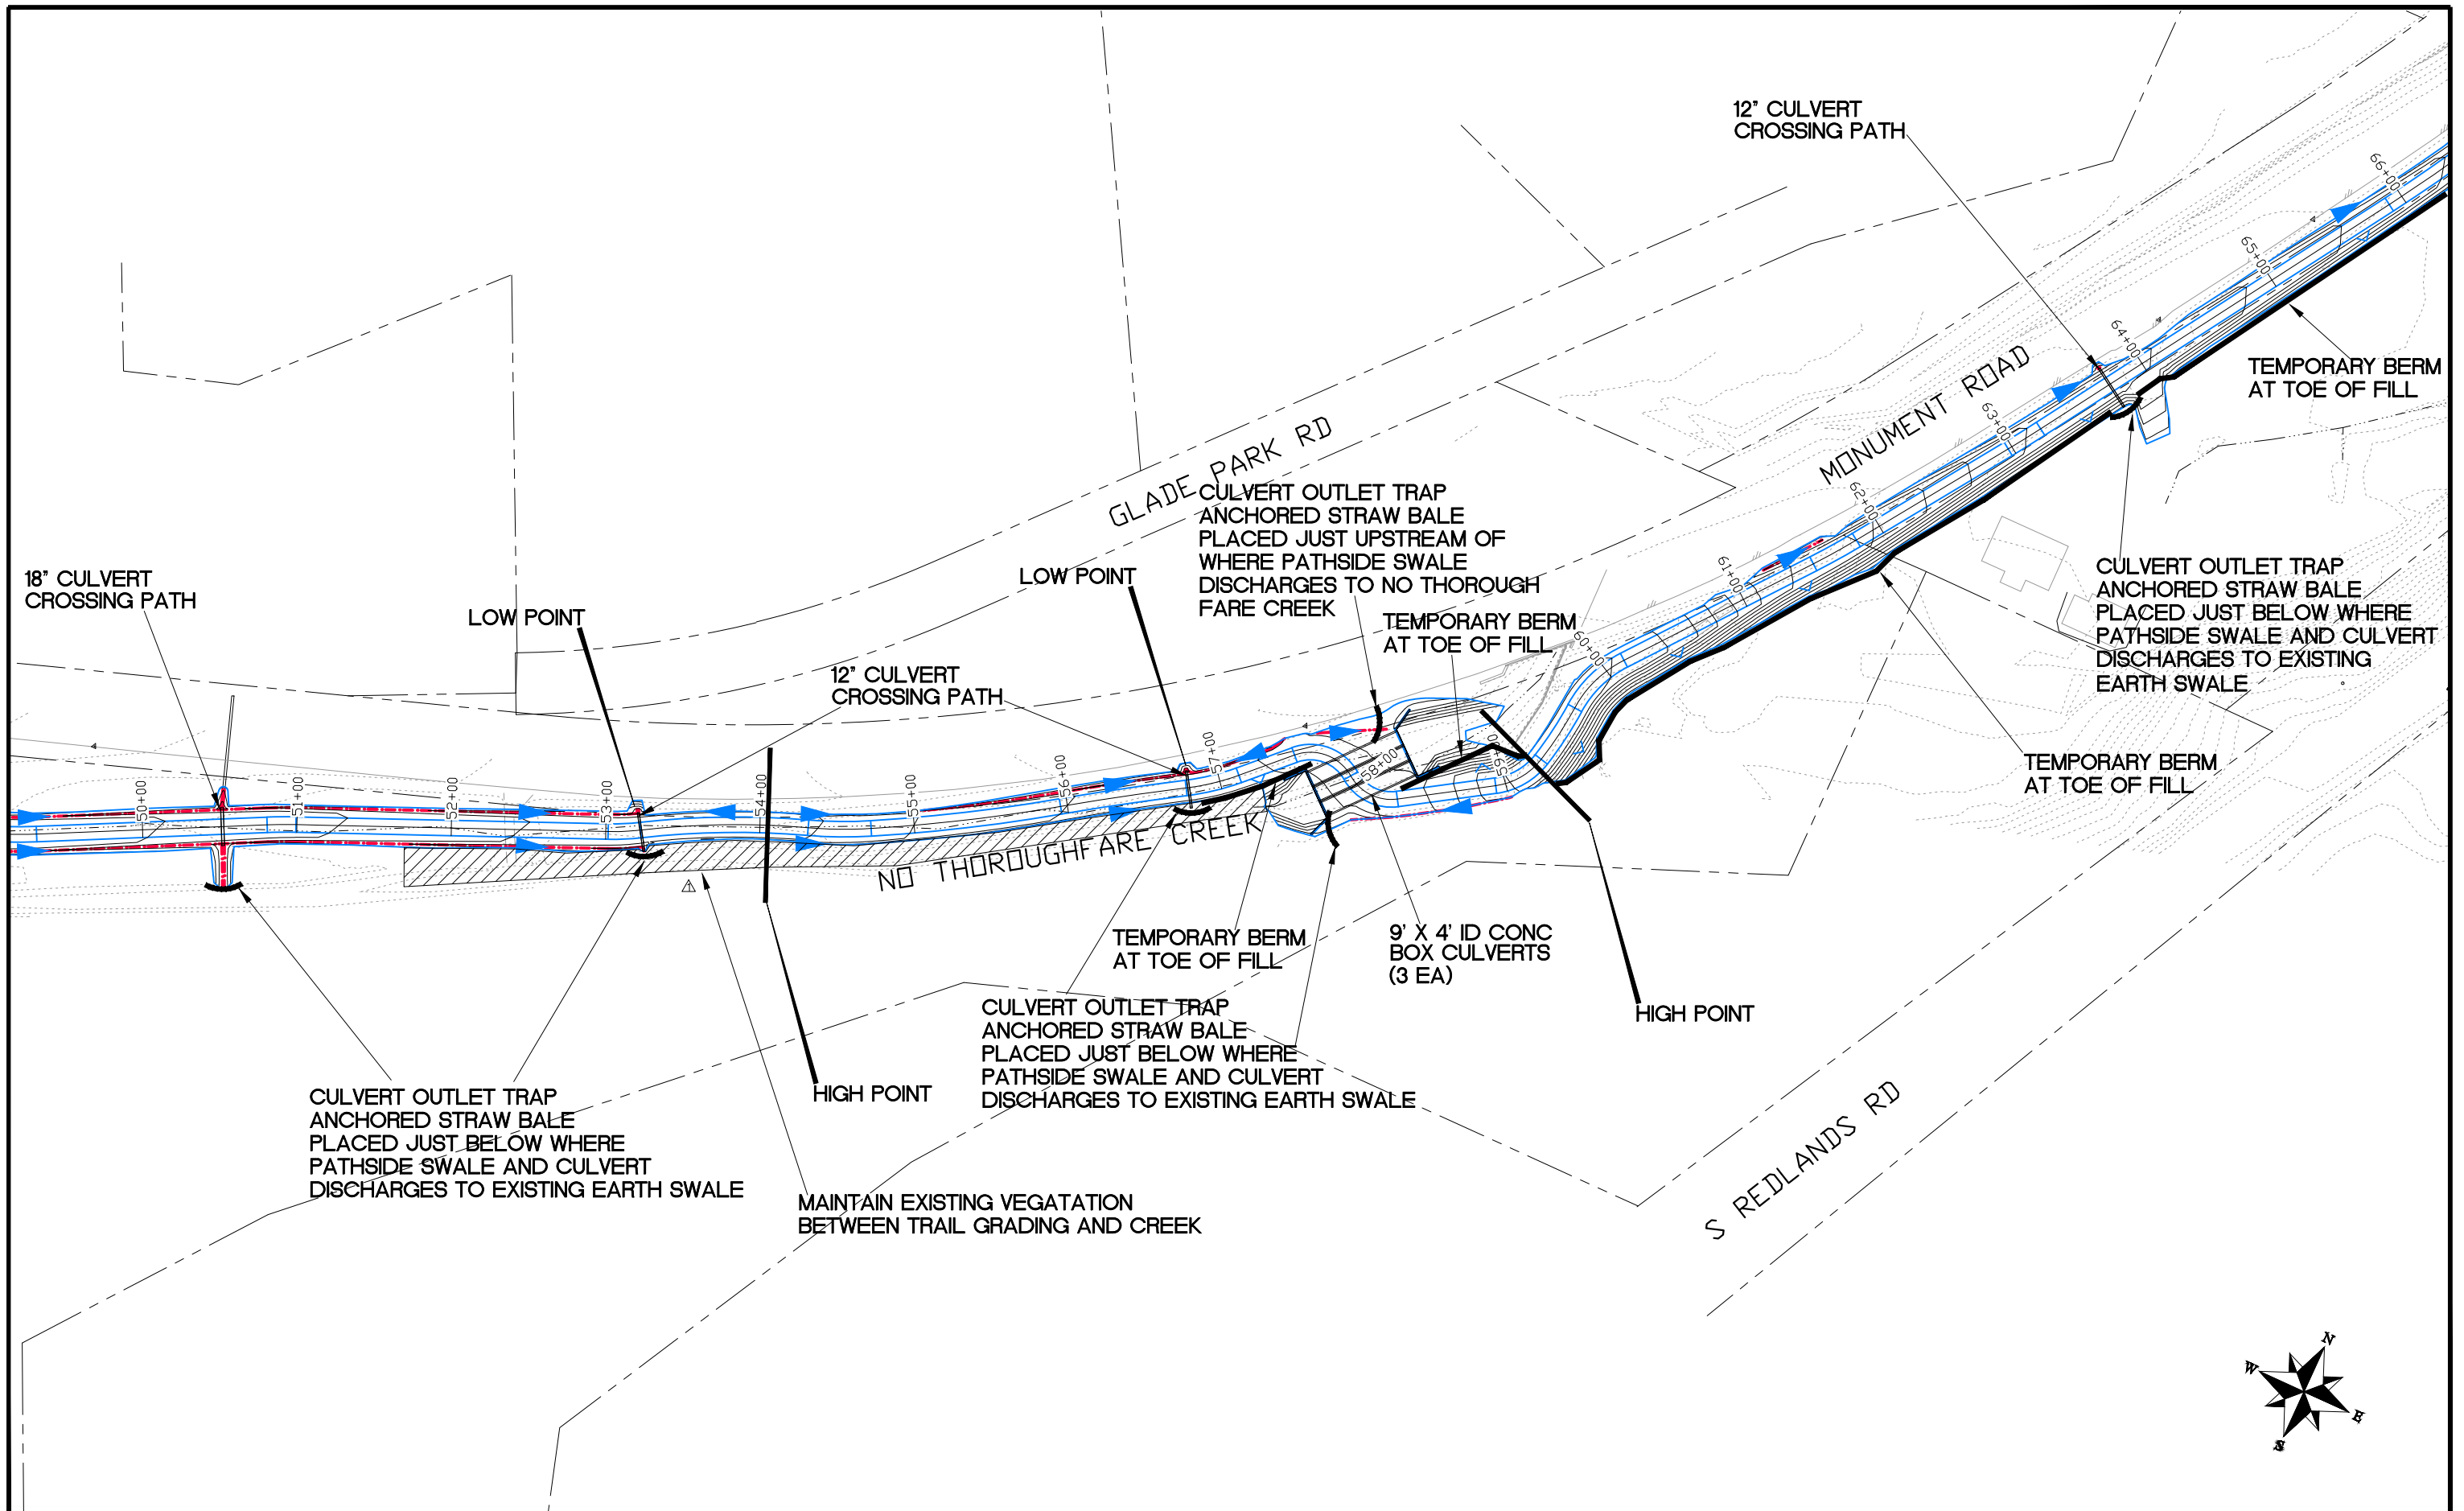 12" CULVERT
CROSSING PATH
66+00
65+00
64+00
63+00
62+00
61+00
60+00
MONUMENT ROAD
TEMPORARY BERM
AT TOE OF FILL
GLADE PARK RD
CULVERT OUTLET TRAP
ANCHORED STRAW BALE
PLACED JUST UPSTREAM OF
WHERE PATHSIDE SWALE
DISCHARGES TO NO THOROUGH
FARE CREEK
TEMPORARY BERM
AT TOE OF FILL
CULVERT OUTLET TRAP
ANCHORED STRAW BALE
PLACED JUST BELOW WHERE
PATHSIDE SWALE AND CULVERT
DISCHARGES TO EXISTING
EARTH SWALE
18" CULVERT
CROSSING PATH
LOW POINT
LOW POINT
12" CULVERT
CROSSING PATH
TEMPORARY BERM
AT TOE OF FILL
50+00
51+00
52+00
53+00
54+00
55+00
56+00
57+00
58+00
59+00
NO THOROUGHFARE CREEK
1
TEMPORARY BERM
AT TOE OF FILL
9' X 4' ID CONC
BOX CULVERTS
(3 EA)
HIGH POINT
CULVERT OUTLET TRAP
ANCHORED STRAW BALE
PLACED JUST BELOW WHERE
PATHSIDE SWALE AND CULVERT
DISCHARGES TO EXISTING EARTH SWALE
HIGH POINT
CULVERT OUTLET TRAP
ANCHORED STRAW BALE
PLACED JUST BELOW WHERE
PATHSIDE SWALE AND CULVERT
DISCHARGES TO EXISTING EARTH SWALE
MAINTAIN EXISTING VEGATATION
BETWEEN TRAIL GRADING AND CREEK
S REDLANDS RD
N
W
E
S